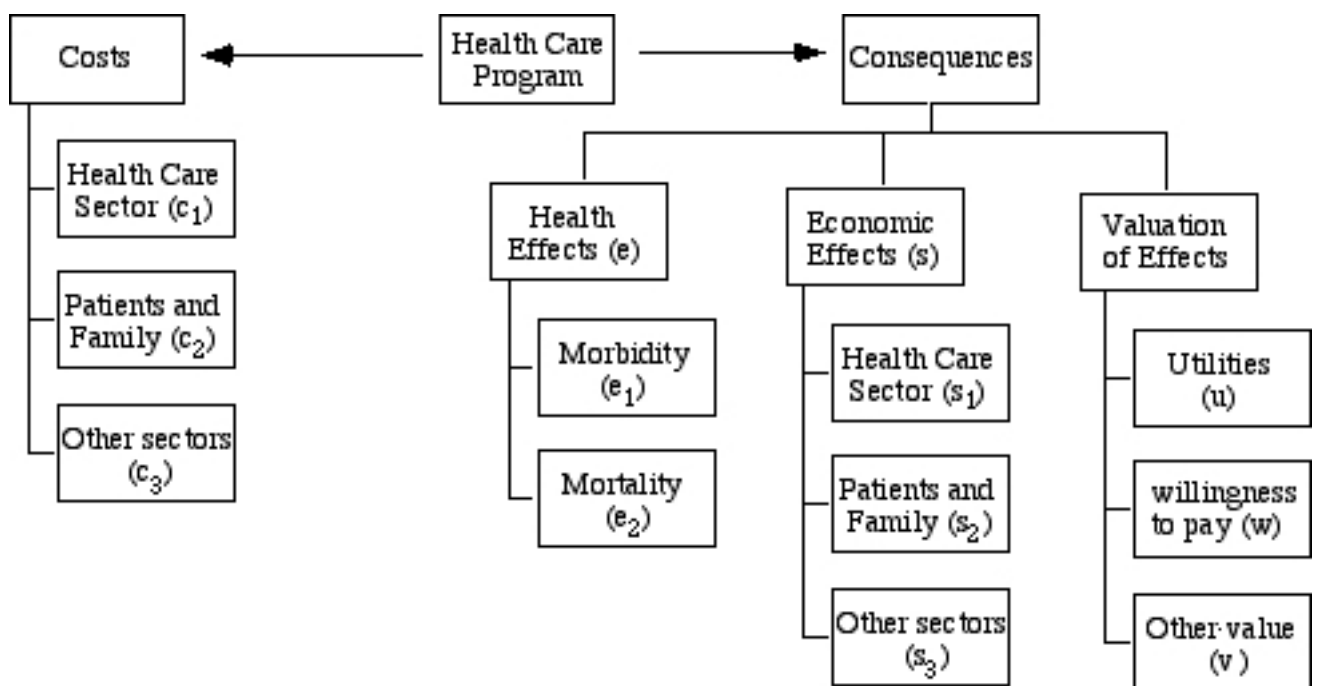 Costs
Health Care
Program
Consequences
Health Care
Sector (c1)
Patients and
Family (c2)
Other sectors
(c3)
Health
Effects (e)
Morbidity
(e1)
Mortality
(e2)
Economic
Effects (s)
Health Care
Sector (s1)
Patients and
Family (s2)
Other sectors
(s3)
Valuation
of Effects
Utilities
(u)
willingness
to pay (w)
Other value
(v)